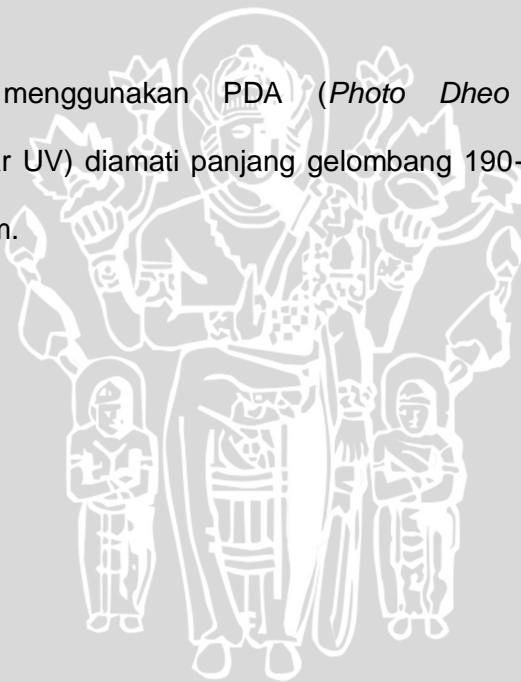 menggunakan PDA (Photo Dheo
UV) diamati panjang gelombang 190-